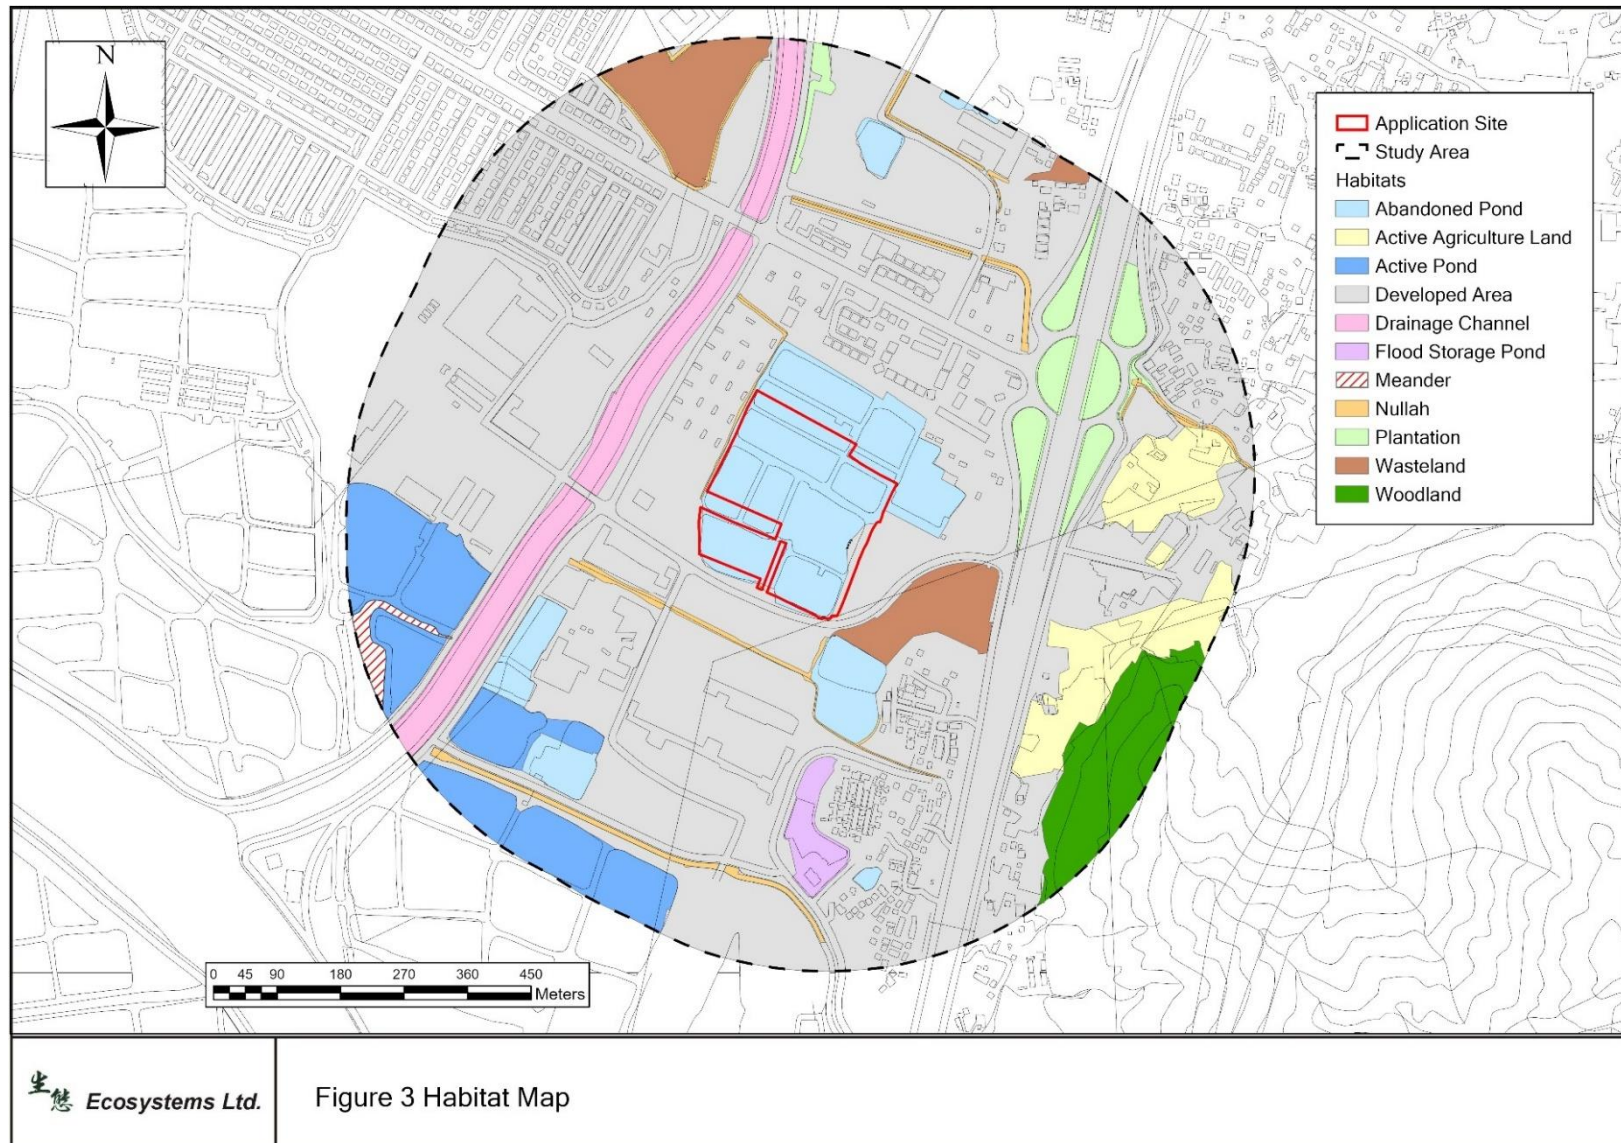 N
Application Site
Study Area
Habitats
Abandoned Pond
Active Agriculture Land
Active Pond
Developed Area
Drainage Channel
Flood Storage Pond
Meander
Nullah
Plantation
Wasteland
Woodland
0 45 90 180 270 360 450
Meters
生態 Ecosystems Ltd.
Figure 3 Habitat Map